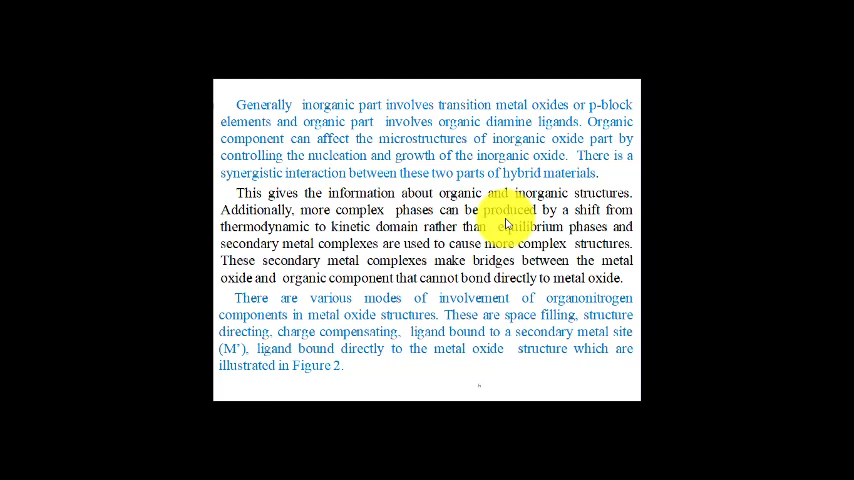 Generally inorganic part involves transition metal oxides or p-block
elements and organic part involves organic diamine ligands. Organic
component can affect the microstructures of inorganic oxide part by
controlling the nucleation and growth of the inorganic oxide. There is a
synergistic interaction between these two parts of hybrid materials.
This gives the information about organic and inorganic structures.
Additionally, more complex phases can be produced by a shift from
thermodynamic to kinetic domain rather than equilibrium phases and
secondary metal complexes are used to cause more complex structures.
These secondary metal complexes make bridges between the metal
oxide and organic component that cannot bond directly to metal oxide.
There are various modes of involvement of organonitrogen
components in metal oxide structures. These are space filling, structure
directing, charge compensating, ligand bound to a secondary metal site
(M’), ligand bound directly to the metal oxide structure which are
illustrated in Figure 2.